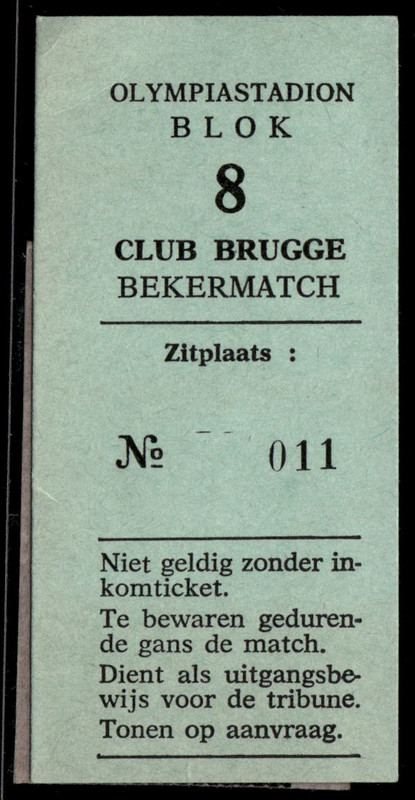 OLYMPIASTADION
BLOK
8
CLUB BRUGGE
BEKERMATCH
Zitplaats :
№ 011
Niet geldig zonder in-
komticket.
Te bewaren geduren-
de gans de match.
Dient als uitgangsbe-
wijs voor de tribune.
Tonen op aanvraag.